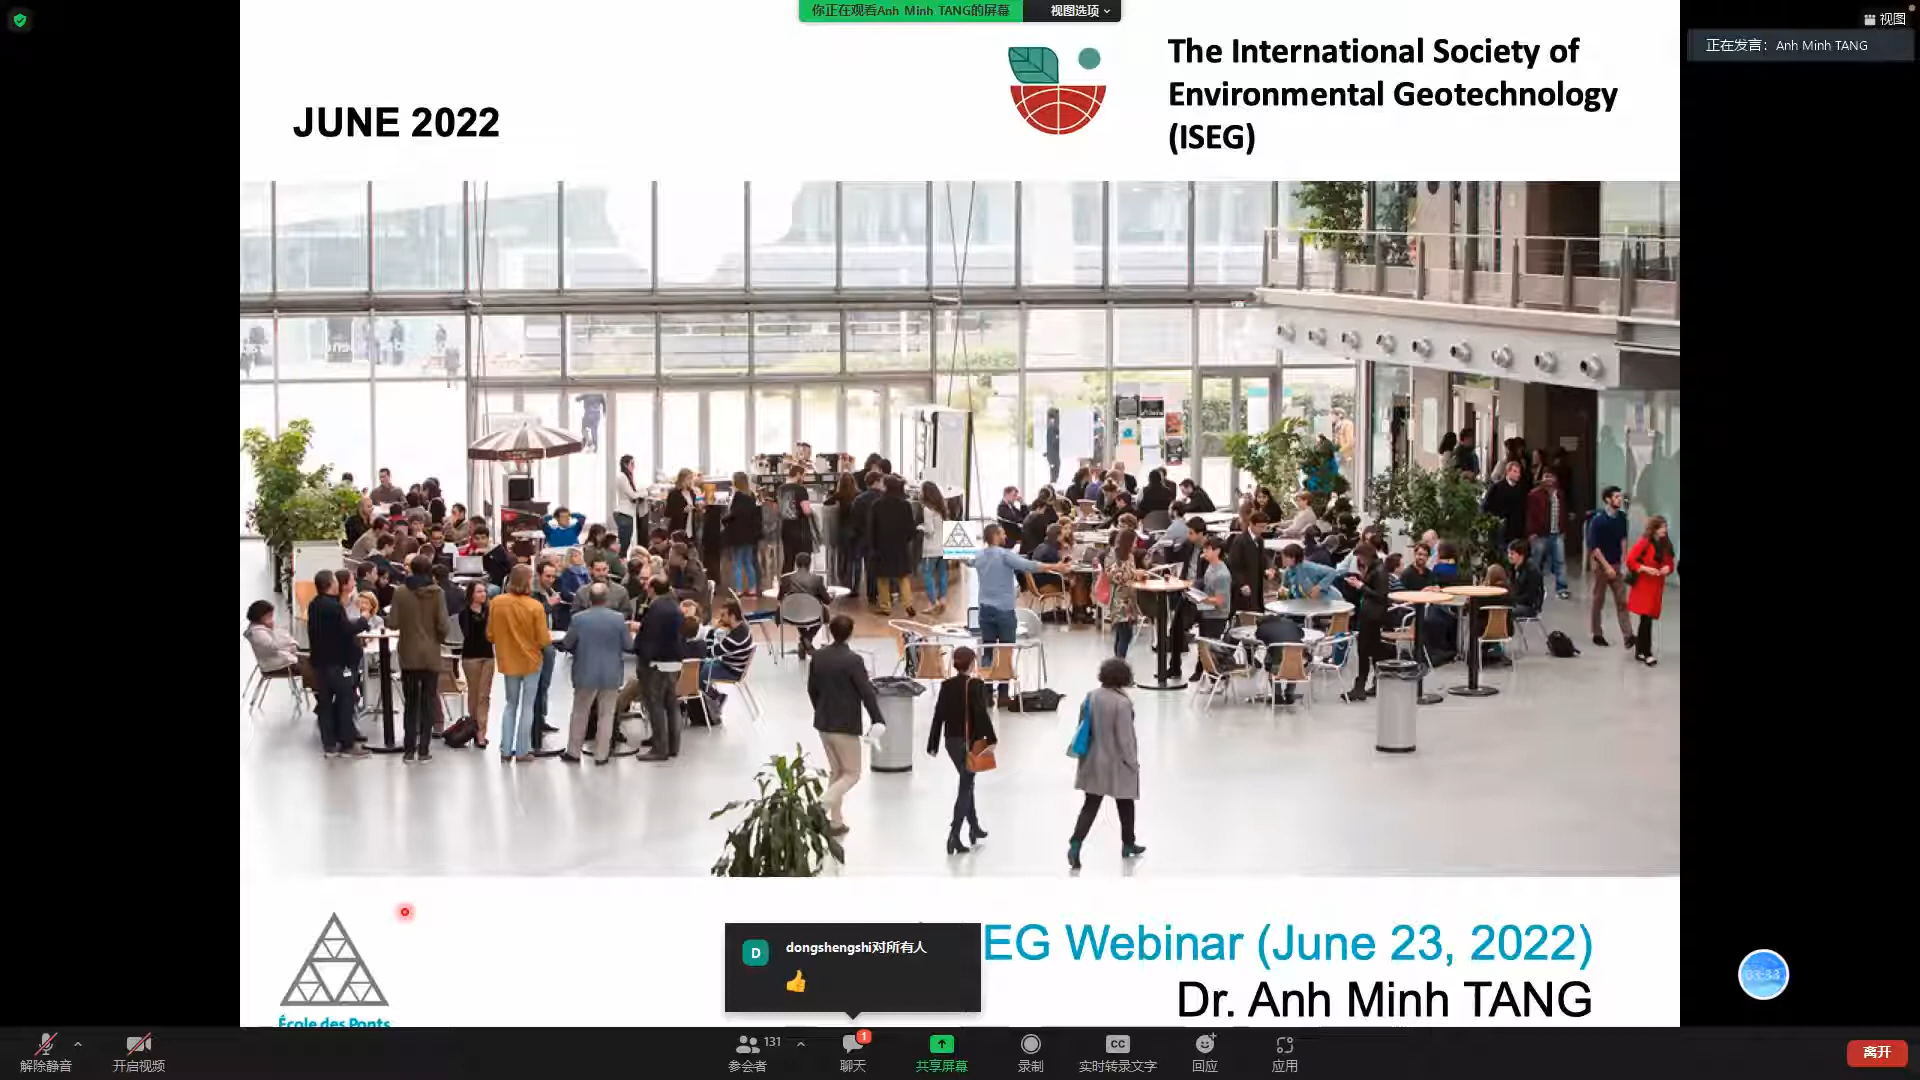 你正在观看Anh Minh TANG的屏幕
视图选项
视图
正在发言: Anh Minh TANG
JUNE 2022
The International Society of
Environmental Geotechnology
(ISEG)
École des Ponts
dongshengshi对所有人
D
EG Webinar (June 23, 2022)
Dr. Anh Minh TANG
03:33
解除静音
开启视频
131
参会者
1
聊天
共享屏幕
录制
CC
实时转录文字
回应
应用
离开